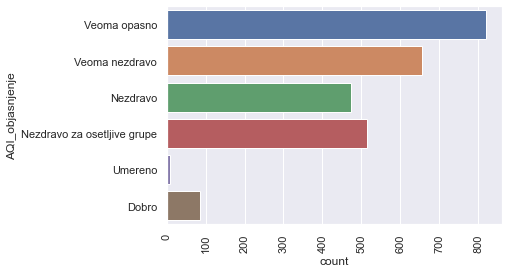 AQI_objasnjenje
Veoma opasno
Veoma nezdravo
Nezdravo
Nezdravo za osetljive grupe
Umereno
Dobro
0
100
200
300
400
500
600
700
800
count